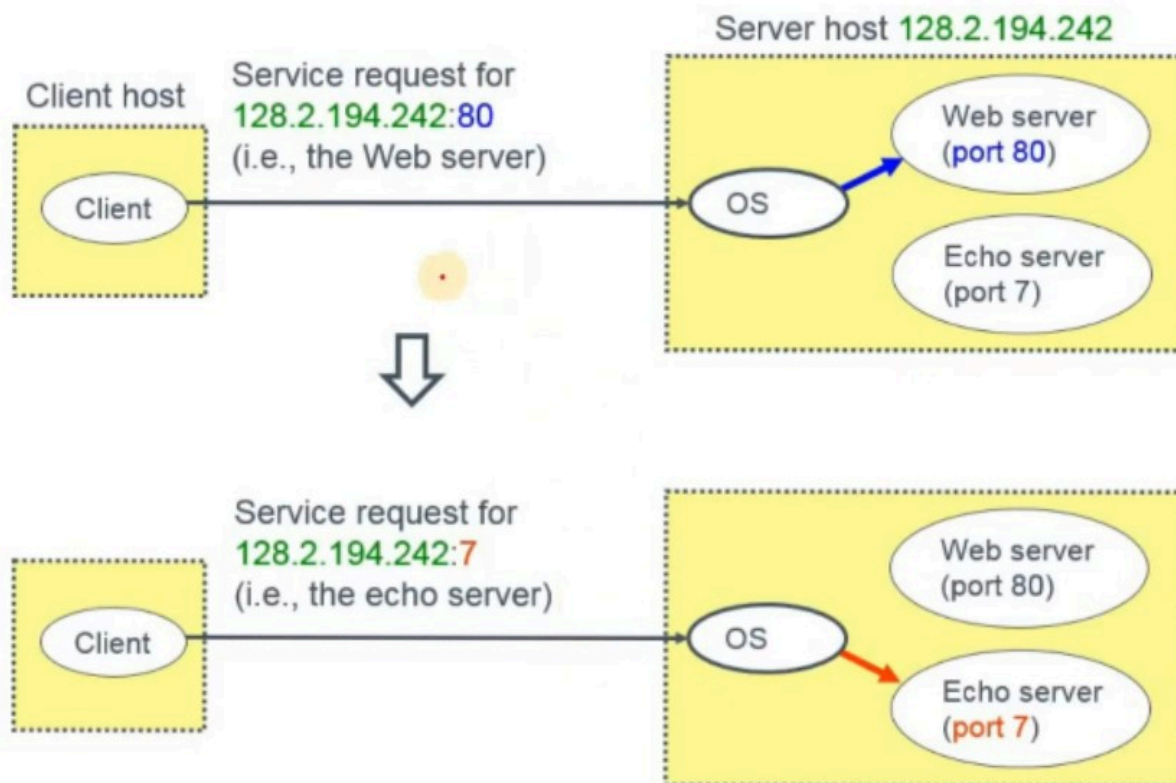 Server host 128.2.194.242
Client host
Service request for
128.2.194.242:80
(i.e., the Web server)
Client
OS
Web server
(port 80)
Echo server
(port 7)
Service request for
128.2.194.242:7
(i.e., the echo server)
Client
OS
Web server
(port 80)
Echo server
(port 7)